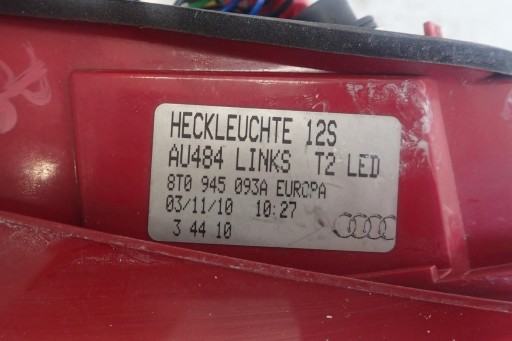 HECKLEUCHTE 12S
AU484 LINKS T2 LED
8T0 945 093A EUROPA
03/11/10 10:27
3 44 10